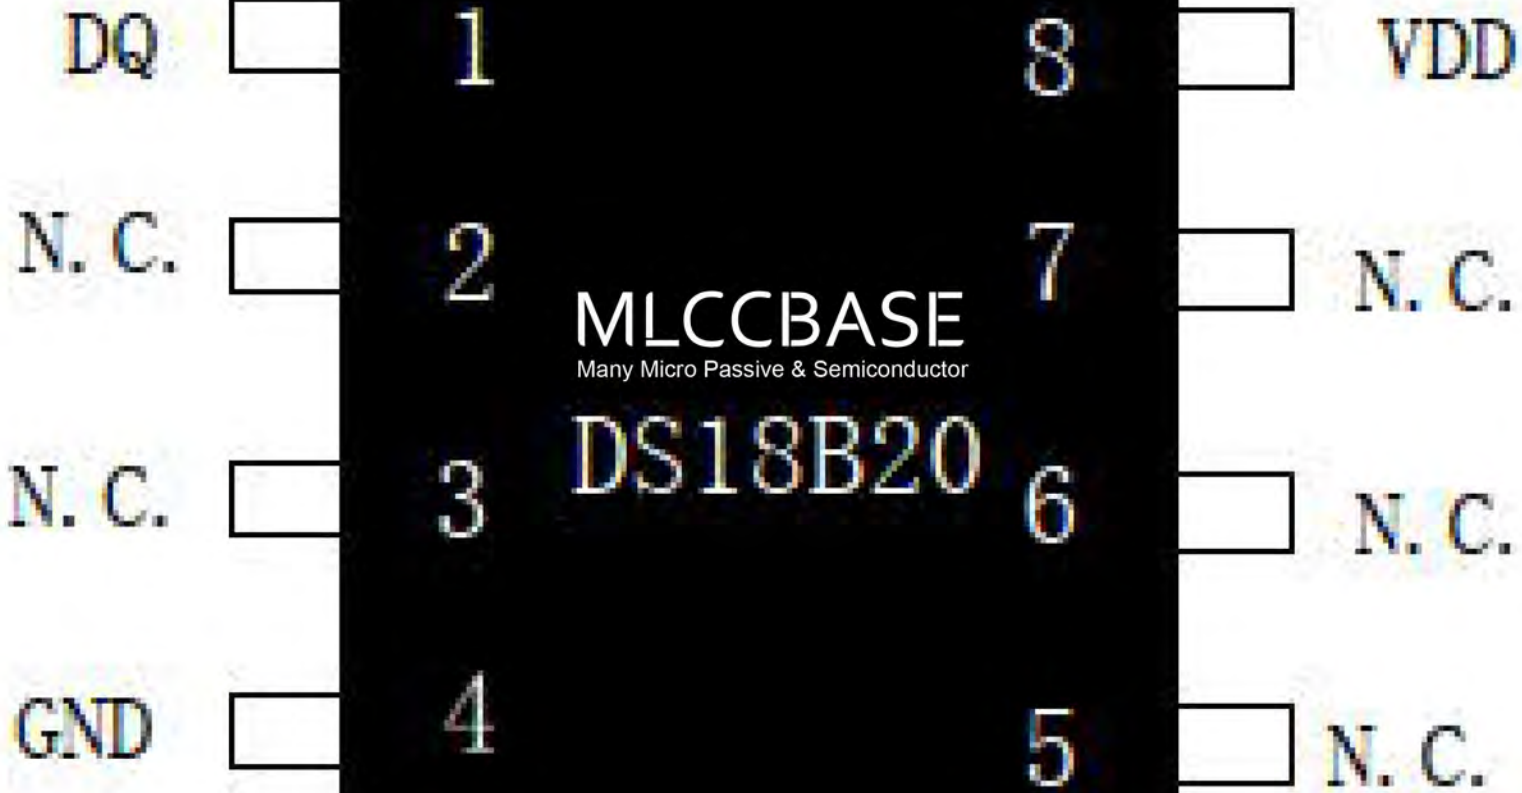 DQ 1 8 VDD
N. C. 2 7 N. C.
MLCCBASE
Many Micro Passive & Semiconductor
DS18B20
N. C. 3 6 N. C.
GND 4 5 N. C.